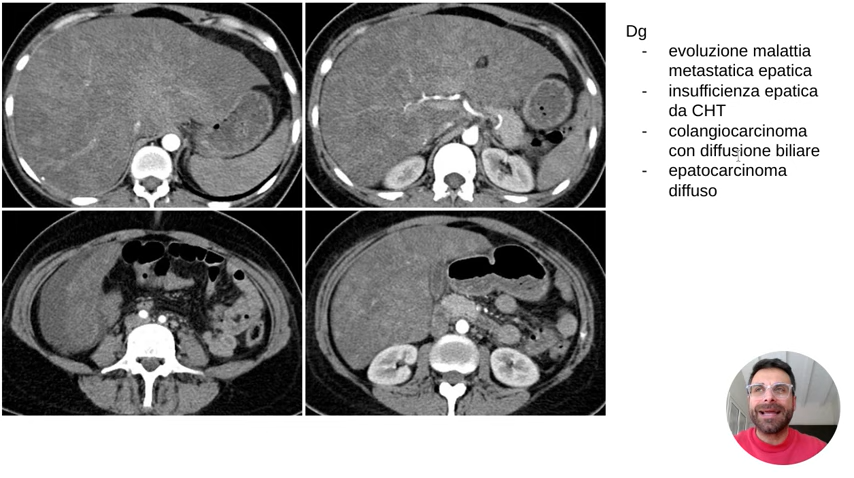 Dg
- evoluzione malattia
metastatica epatica
- insufficienza epatica
da CHT
- colangiocarcinoma
con diffusione biliare
- epatocarcinoma
diffuso